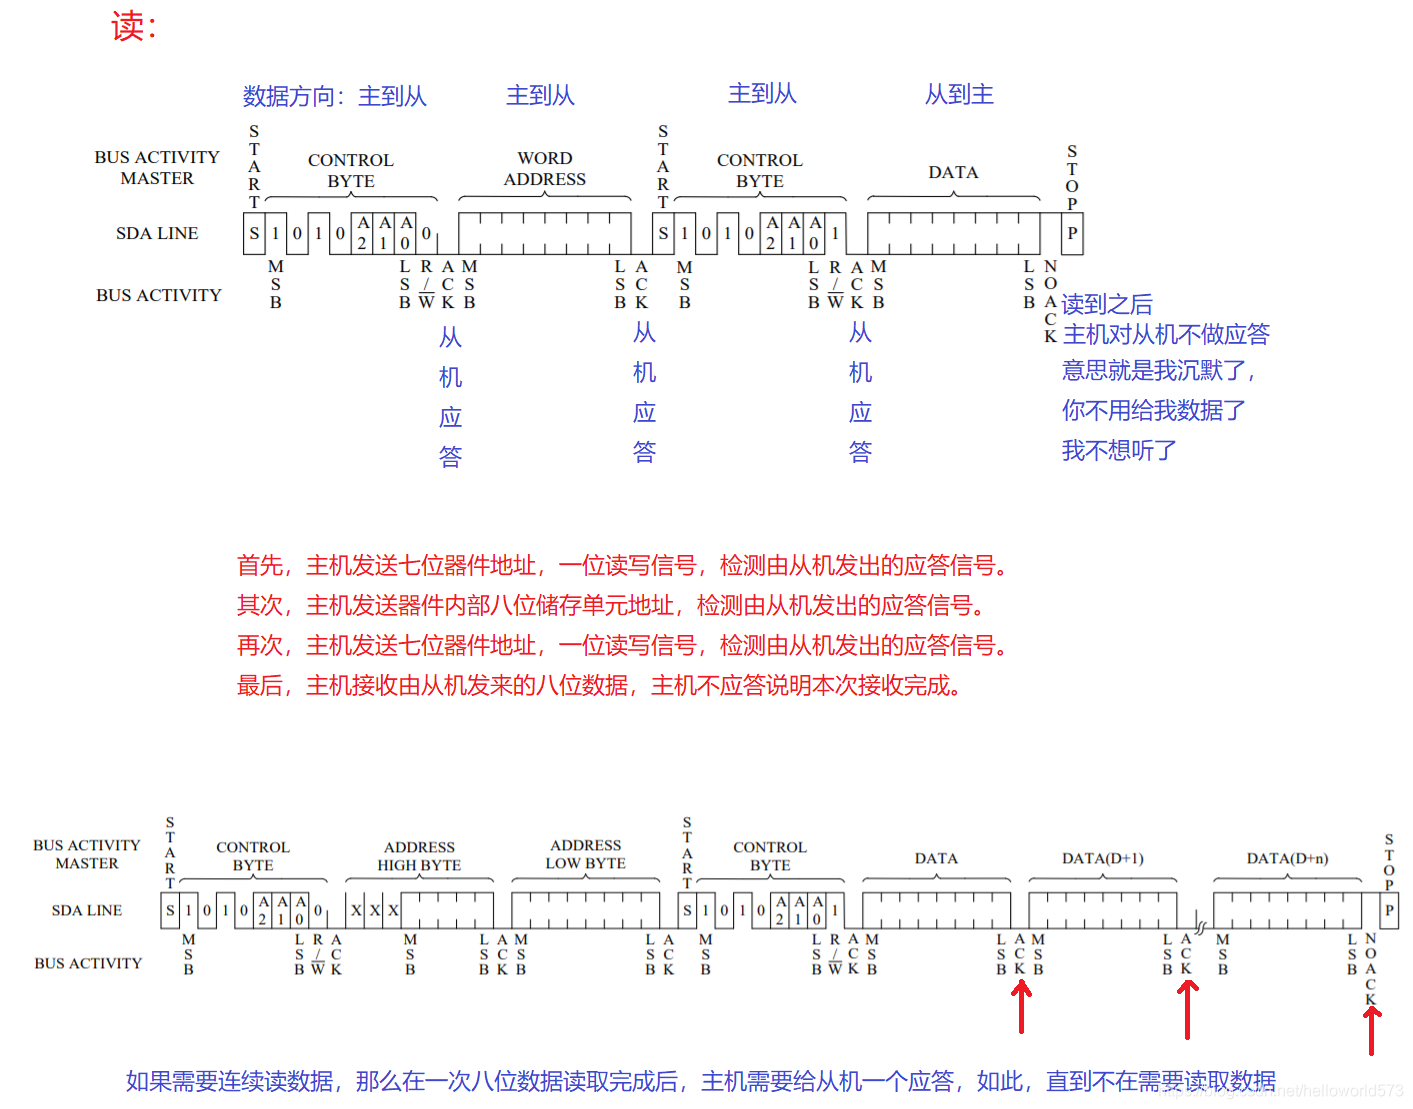 读：
数据方向：主到从 主到从 主到从 从到主
START START STOP
BUS ACTIVITY MASTER
CONTROL BYTE
WORD ADDRESS
CONTROL BYTE
DATA
SDA LINE S 1 0 1 0 A2 A1 A0 0 S 1 0 1 0 A2 A1 A0 1 P
BUS ACTIVITY MSB LSB R/W ACK MSB LSB ACK MSB LSB R/W ACK MSB LSB NOACK
从机应答 从机应答 从机应答
读到之后
主机对从机不做应答
意思就是我沉默了，
你不用给我数据了
我不想听了
首先，主机发送七位器件地址，一位读写信号，检测由从机发出的应答信号。
其次，主机发送器件内部八位储存单元地址，检测由从机发出的应答信号。
再次，主机发送七位器件地址，一位读写信号，检测由从机发出的应答信号。
最后，主机接收由从机发来的八位数据，主机不应答说明本次接收完成。
START START STOP
BUS ACTIVITY MASTER
CONTROL BYTE
ADDRESS HIGH BYTE
ADDRESS LOW BYTE
CONTROL BYTE
DATA
DATA(D+1)
DATA(D+n)
SDA LINE S 1 0 1 0 A2 A1 A0 0 X X X S 1 0 1 0 A2 A1 A0 1 P
BUS ACTIVITY MSB LSB R/W ACK MSB LSB ACK MSB LSB ACK MSB LSB R/W ACK MSB LSB ACK MSB LSB ACK MSB LSB NOACK
如果需要连续读数据，那么在一次八位数据读取完成后，主机需要给从机一个应答，如此，直到不在需要读取数据
https://blog.csdn.net/helloworld573